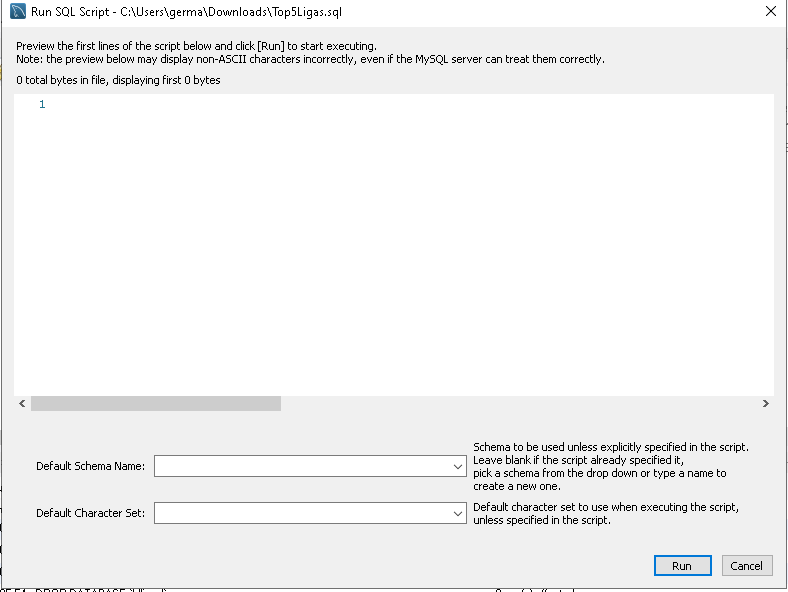 Run SQL Script - C:\Users\germa\Downloads\Top5Ligas.sql
Preview the first lines of the script below and click [Run] to start executing.
Note: the preview below may display non-ASCII characters incorrectly, even if the MySQL server can treat them correctly.
0 total bytes in file, displaying first 0 bytes
1
Default Schema Name:
Schema to be used unless explicitly specified in the script.
Leave blank if the script already specified it,
pick a schema from the drop down or type a name to
create a new one.
Default Character Set:
Default character set to use when executing the script,
unless specified in the script.
Run
Cancel